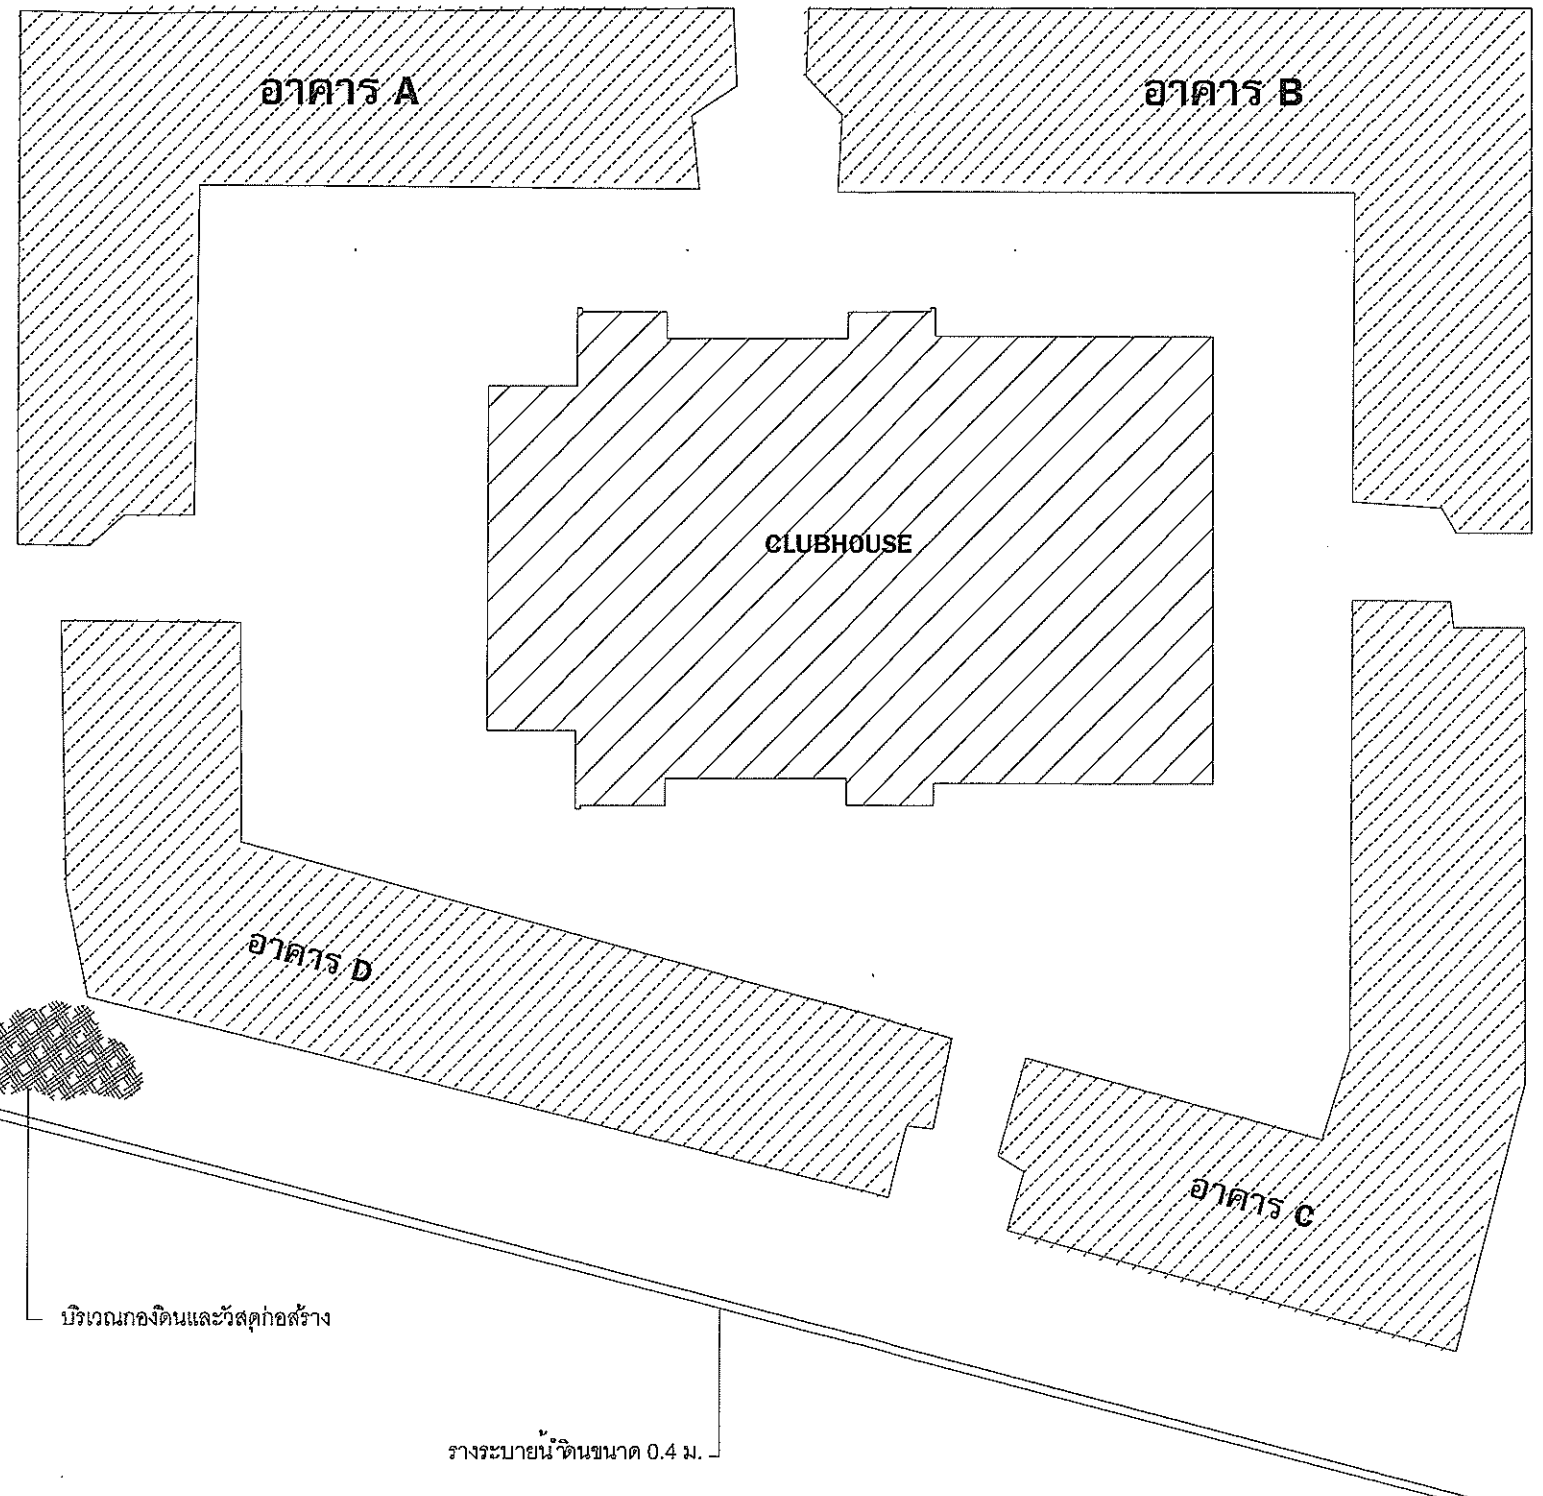 อาคาร A
อาคาร B
CLUBHOUSE
อาคาร D
อาคาร C
บริเวณกองดินและวัสดุก่อสร้าง
รางระบายน้ำดินขนาด 0.4 ม.